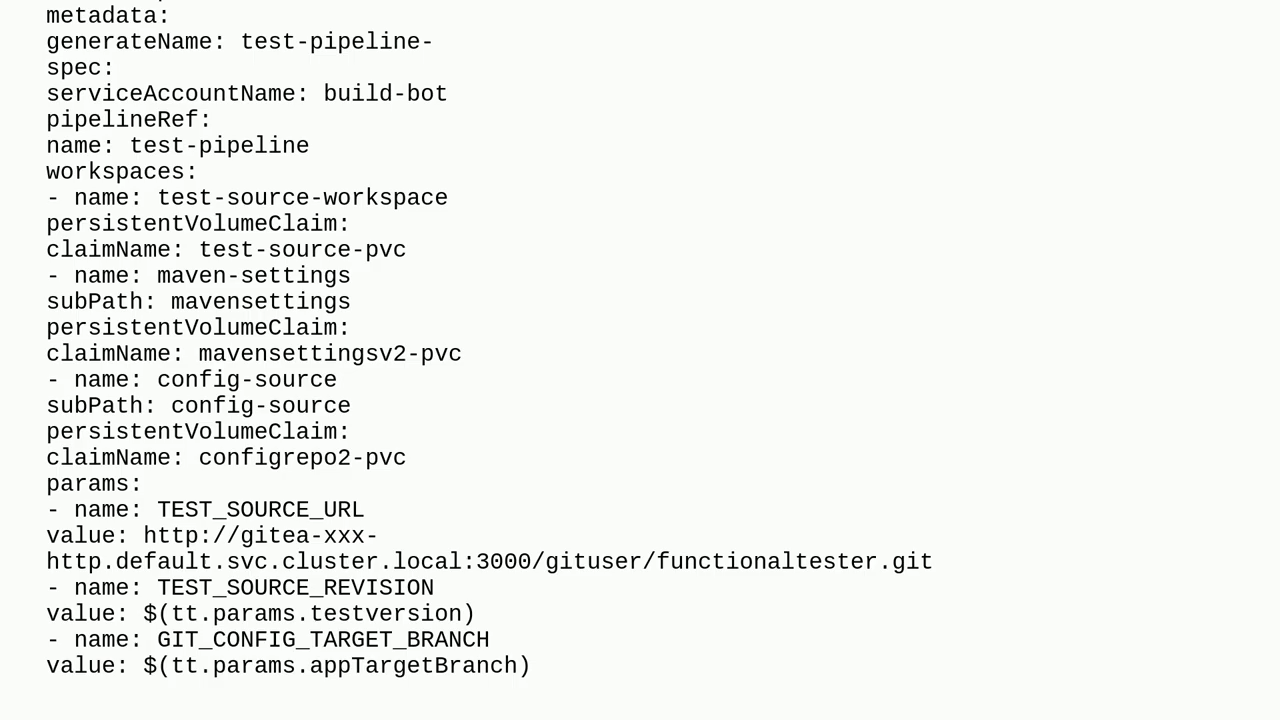 metadata:
generateName: test-pipeline-
spec:
serviceAccountName: build-bot
pipelineRef:
name: test-pipeline
workspaces:
- name: test-source-workspace
persistentVolumeClaim:
claimName: test-source-pvc
- name: maven-settings
subPath: mavensettings
persistentVolumeClaim:
claimName: mavensettingsv2-pvc
- name: config-source
subPath: config-source
persistentVolumeClaim:
claimName: configrepo2-pvc
params:
- name: TEST_SOURCE_URL
value: http://gitea-xxx-
http.default.svc.cluster.local:3000/gituser/functionaltester.git
- name: TEST_SOURCE_REVISION
value: $(tt.params.testversion)
- name: GIT_CONFIG_TARGET_BRANCH
value: $(tt.params.appTargetBranch)